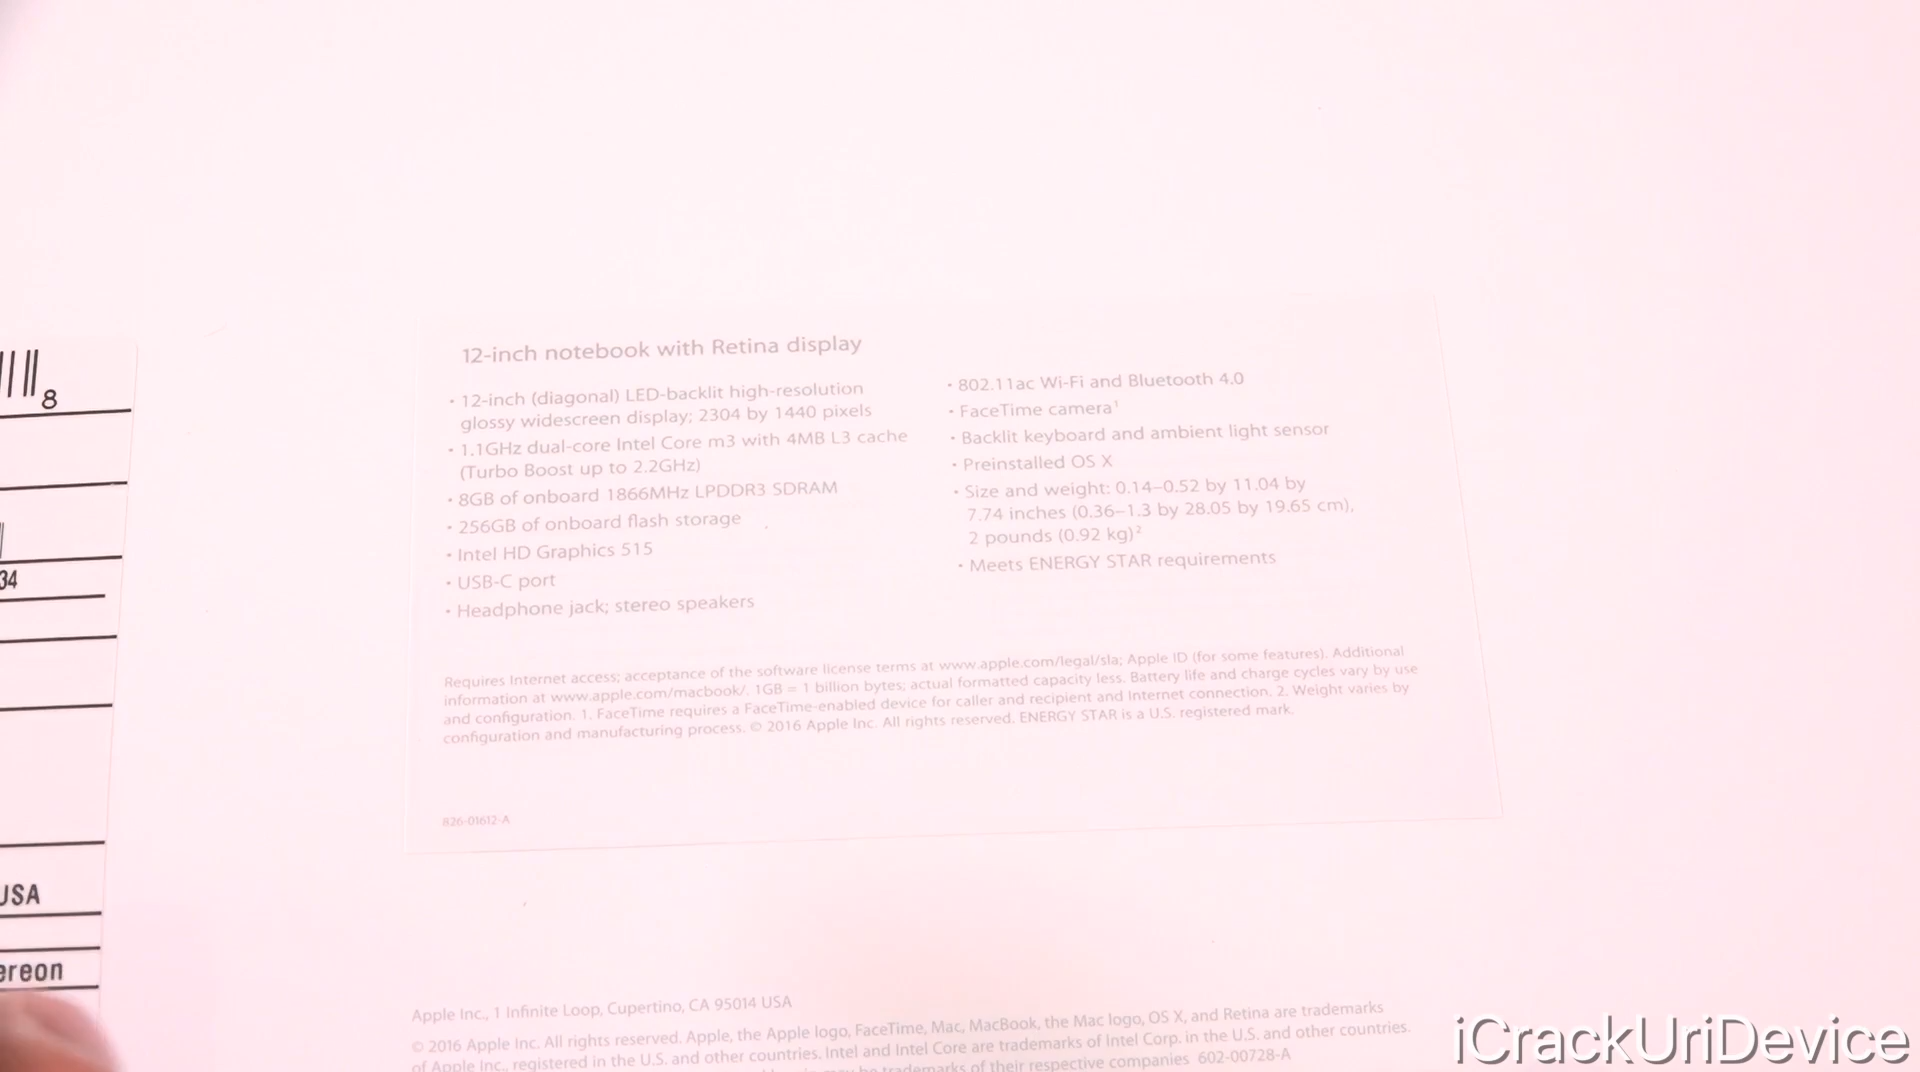 8
34
USA
ereon
12-inch notebook with Retina display
• 12-inch (diagonal) LED-backlit high-resolution
glossy widescreen display; 2304 by 1440 pixels
• 1.1GHz dual-core Intel Core m3 with 4MB L3 cache
(Turbo Boost up to 2.2GHz)
• 8GB of onboard 1866MHz LPDDR3 SDRAM
• 256GB of onboard flash storage
• Intel HD Graphics 515
• USB-C port
• Headphone jack; stereo speakers
• 802.11ac Wi-Fi and Bluetooth 4.0
• FaceTime camera¹
• Backlit keyboard and ambient light sensor
• Preinstalled OS X
• Size and weight: 0.14–0.52 by 11.04 by
7.74 inches (0.36–1.3 by 28.05 by 19.65 cm),
2 pounds (0.92 kg)²
• Meets ENERGY STAR requirements
Requires Internet access; acceptance of the software license terms at www.apple.com/legal/sla; Apple ID (for some features). Additional
information at www.apple.com/macbook/. 1GB = 1 billion bytes; actual formatted capacity less. Battery life and charge cycles vary by use
and configuration. 1. FaceTime requires a FaceTime-enabled device for caller and recipient and Internet connection. 2. Weight varies by
configuration and manufacturing process. © 2016 Apple Inc. All rights reserved. ENERGY STAR is a U.S. registered mark.
826-01612-A
Apple Inc., 1 Infinite Loop, Cupertino, CA 95014 USA
© 2016 Apple Inc. All rights reserved. Apple, the Apple logo, FaceTime, Mac, MacBook, the Mac logo, OS X, and Retina are trademarks
of Apple Inc., registered in the U.S. and other countries. Intel and Intel Core are trademarks of Intel Corp. in the U.S. and other countries.
be trademarks of their respective companies 602-00728-A
iCrackUriDevice